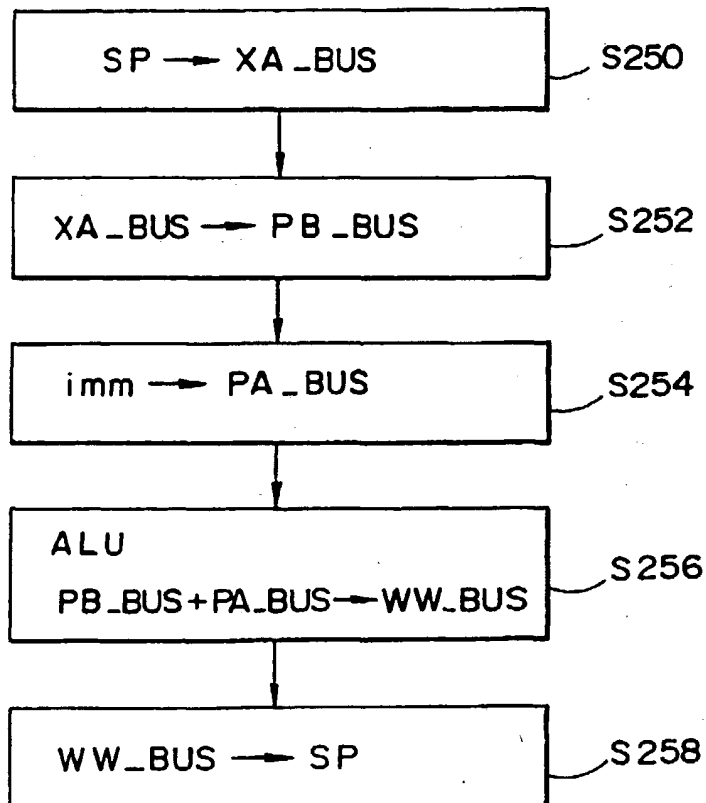 SP → XA_BUS
S250
XA_BUS → PB_BUS
S252
imm → PA_BUS
S254
ALU
PB_BUS+PA_BUS→WW_BUS
S256
WW_BUS → SP
S258